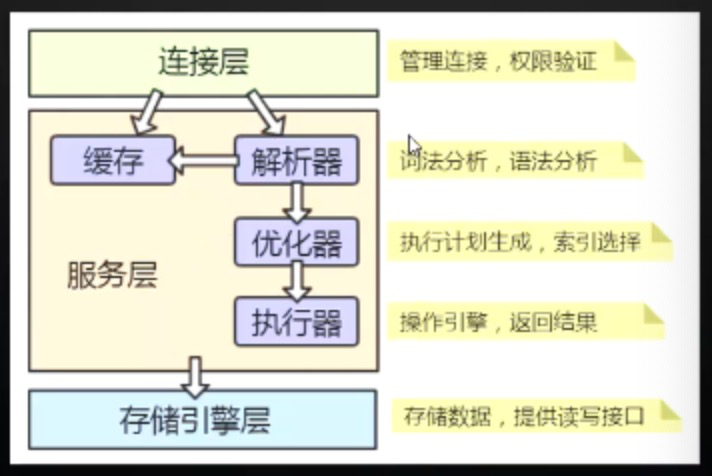 连接层
管理连接，权限验证
缓存
解析器
词法分析，语法分析
优化器
执行计划生成，索引选择
服务层
执行器
操作引擎，返回结果
存储引擎层
存储数据，提供读写接口